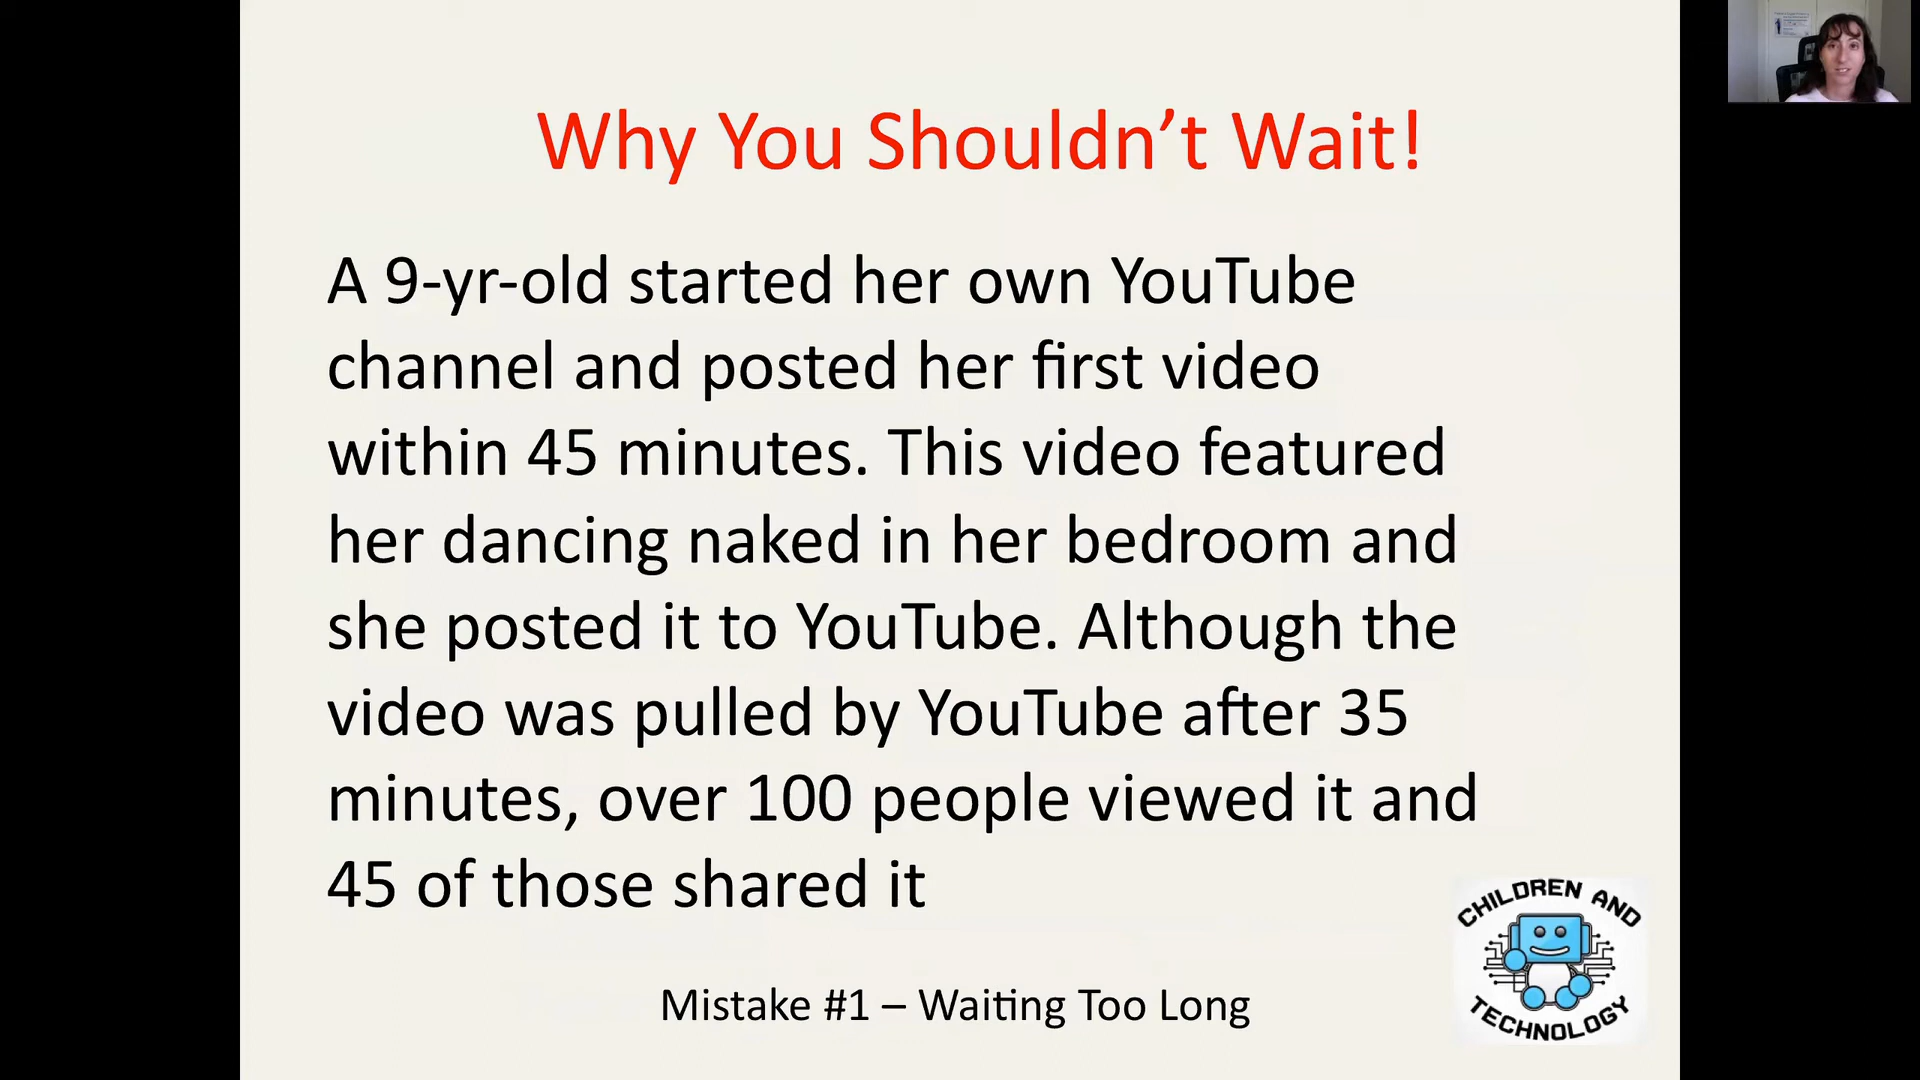 Why You Shouldn’t Wait!
A 9-yr-old started her own YouTube
channel and posted her first video
within 45 minutes. This video featured
her dancing naked in her bedroom and
she posted it to YouTube. Although the
video was pulled by YouTube after 35
minutes, over 100 people viewed it and
45 of those shared it
CHILDREN AND
TECHNOLOGY
Mistake #1 – Waiting Too Long